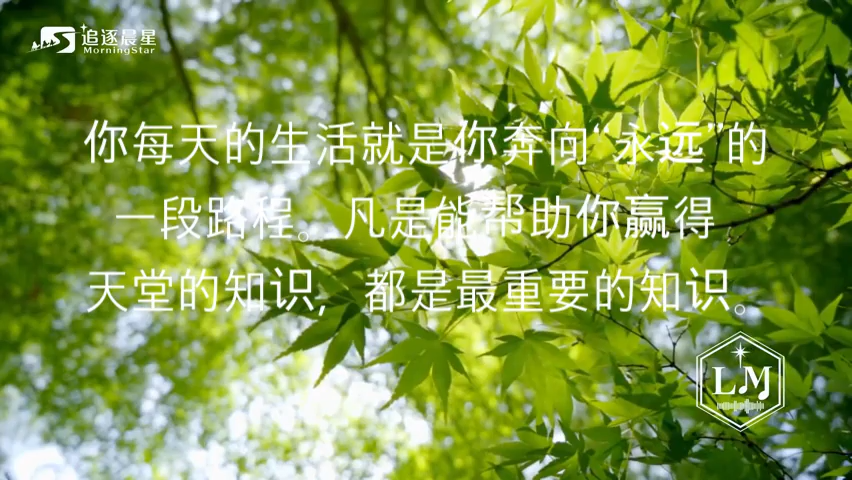 追逐晨星
MorningStar
你每天的生活就是你奔向“永远”的
一段路程。凡是能帮助你赢得
天堂的知识，都是最重要的知识。
LM